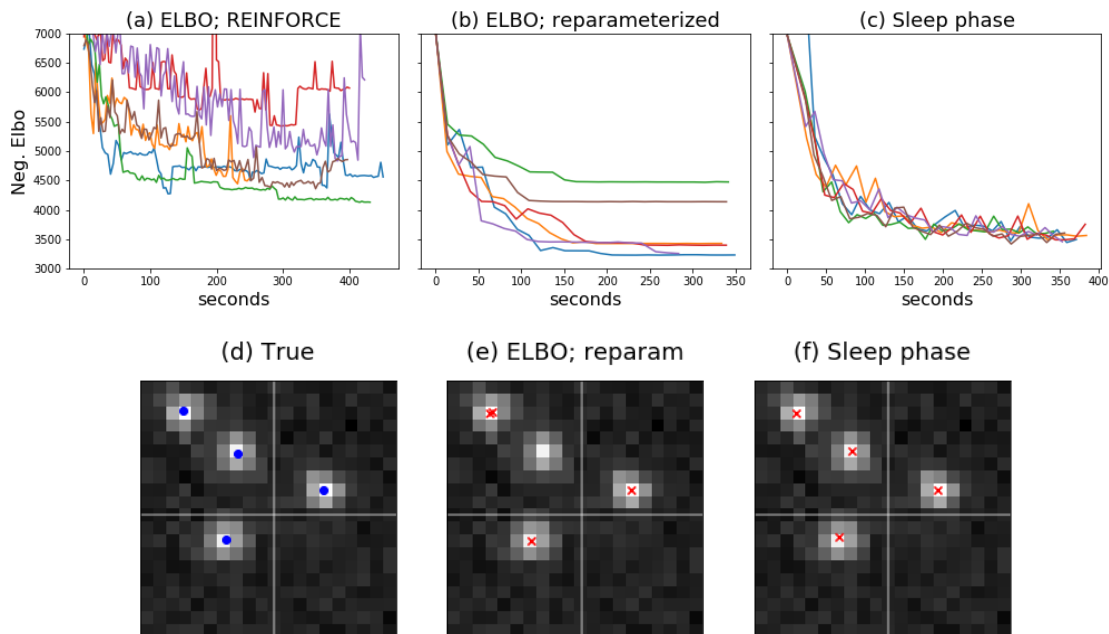 (a) ELBO; REINFORCE
(b) ELBO; reparameterized
(c) Sleep phase
Neg. Elbo
7000
6500
6000
5500
5000
4500
4000
3500
3000
0 100 200 300 400
seconds
0 50 100 150 200 250 300 350
seconds
0 50 100 150 200 250 300 350 400
seconds
(d) True
(e) ELBO; reparam
(f) Sleep phase